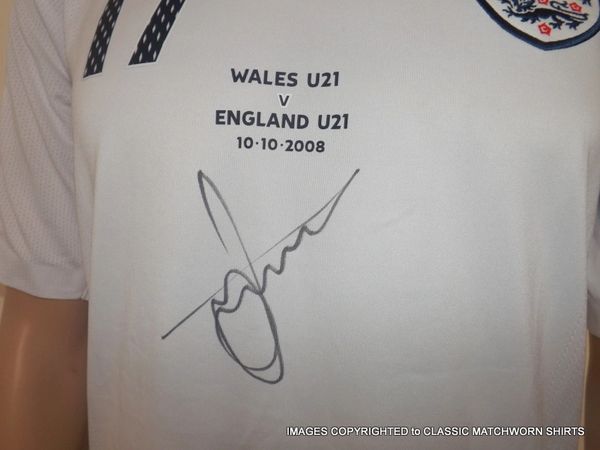 WALES U21
V
ENGLAND U21
10·10·2008
IMAGES COPYRIGHTED to CLASSIC MATCHWORN SHIRTS